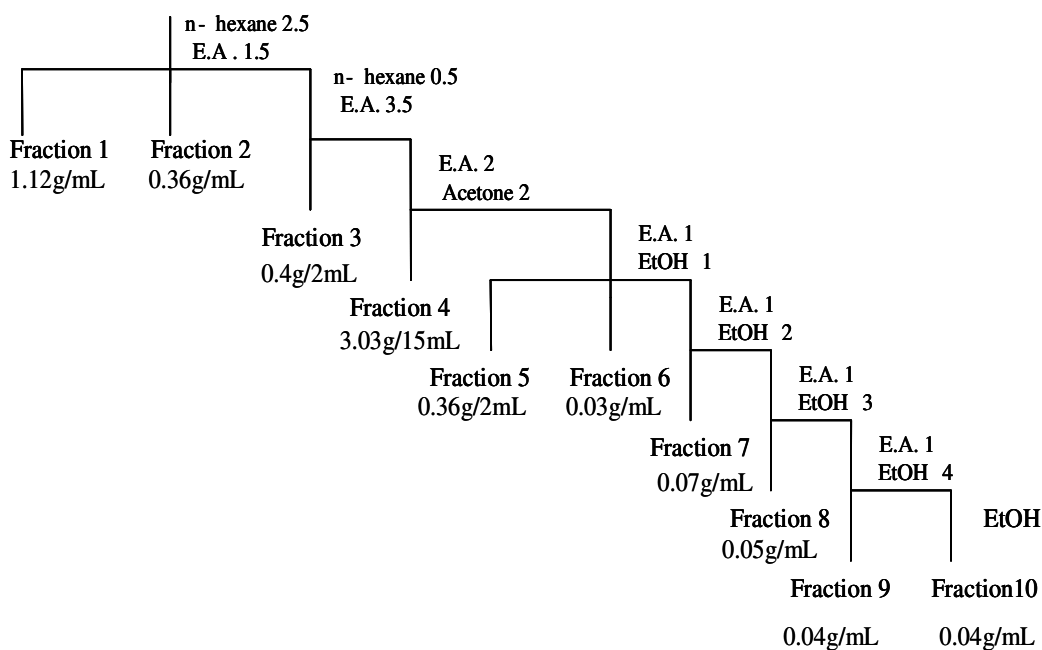 n- hexane 2.5
E.A . 1.5
n- hexane 0.5
E.A. 3.5
Fraction 1
1.12g/mL
Fraction 2
0.36g/mL
E.A. 2
Acetone 2
Fraction 3
0.4g/2mL
E.A. 1
EtOH 1
Fraction 4
3.03g/15mL
E.A. 1
EtOH 2
Fraction 5
0.36g/2mL
Fraction 6
0.03g/mL
E.A. 1
EtOH 3
Fraction 7
0.07g/mL
E.A. 1
EtOH 4
Fraction 8
0.05g/mL
EtOH
Fraction 9
0.04g/mL
Fraction10
0.04g/mL